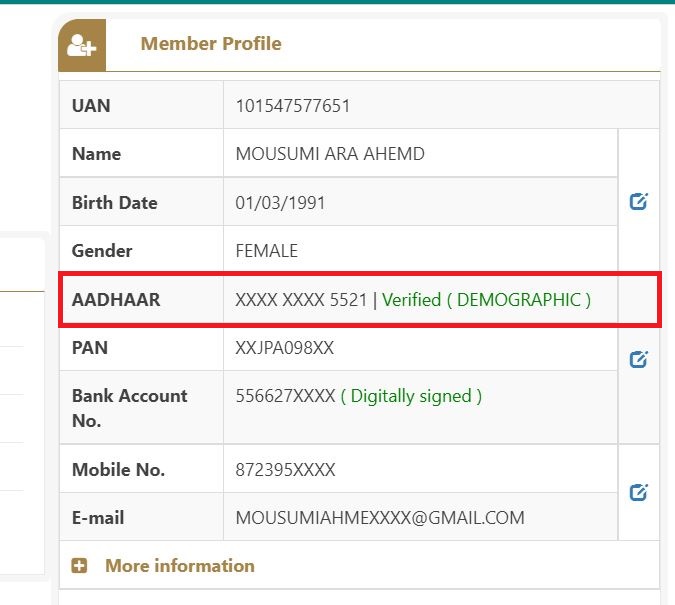 Member Profile
UAN 101547577651
Name MOUSUMI ARA AHEMD
Birth Date 01/03/1991
Gender FEMALE
AADHAAR XXXX XXXX 5521 | Verified ( DEMOGRAPHIC )
PAN XXJPA098XX
Bank Account No. 556627XXXX ( Digitally signed )
Mobile No. 872395XXXX
E-mail MOUSUMIAHMEXXXX@GMAIL.COM
More information